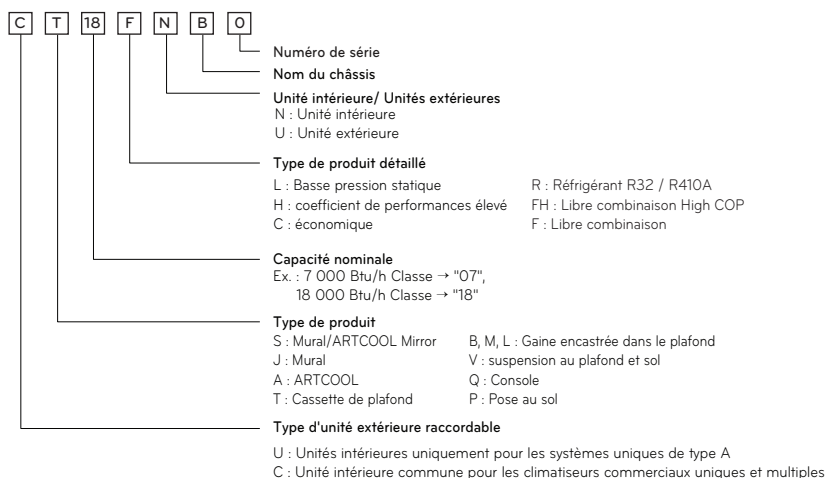 C T 18 F N B 0
Numéro de série
Nom du châssis
Unité intérieure/ Unités extérieures
N : Unité intérieure
U : Unité extérieure
Type de produit détaillé
L : Basse pression statique R : Réfrigérant R32 / R410A
H : coefficient de performances élevé FH : Libre combinaison High COP
C : économique F : Libre combinaison
Capacité nominale
Ex. : 7 000 Btu/h Classe → "07",
18 000 Btu/h Classe → "18"
Type de produit
S : Mural/ARTCOOL Mirror B, M, L : Gaine encastrée dans le plafond
J : Mural V : suspension au plafond et sol
A : ARTCOOL Q : Console
T : Cassette de plafond P : Pose au sol
Type d'unité extérieure raccordable
U : Unités intérieures uniquement pour les systèmes uniques de type A
C : Unité intérieure commune pour les climatiseurs commerciaux uniques et multiples